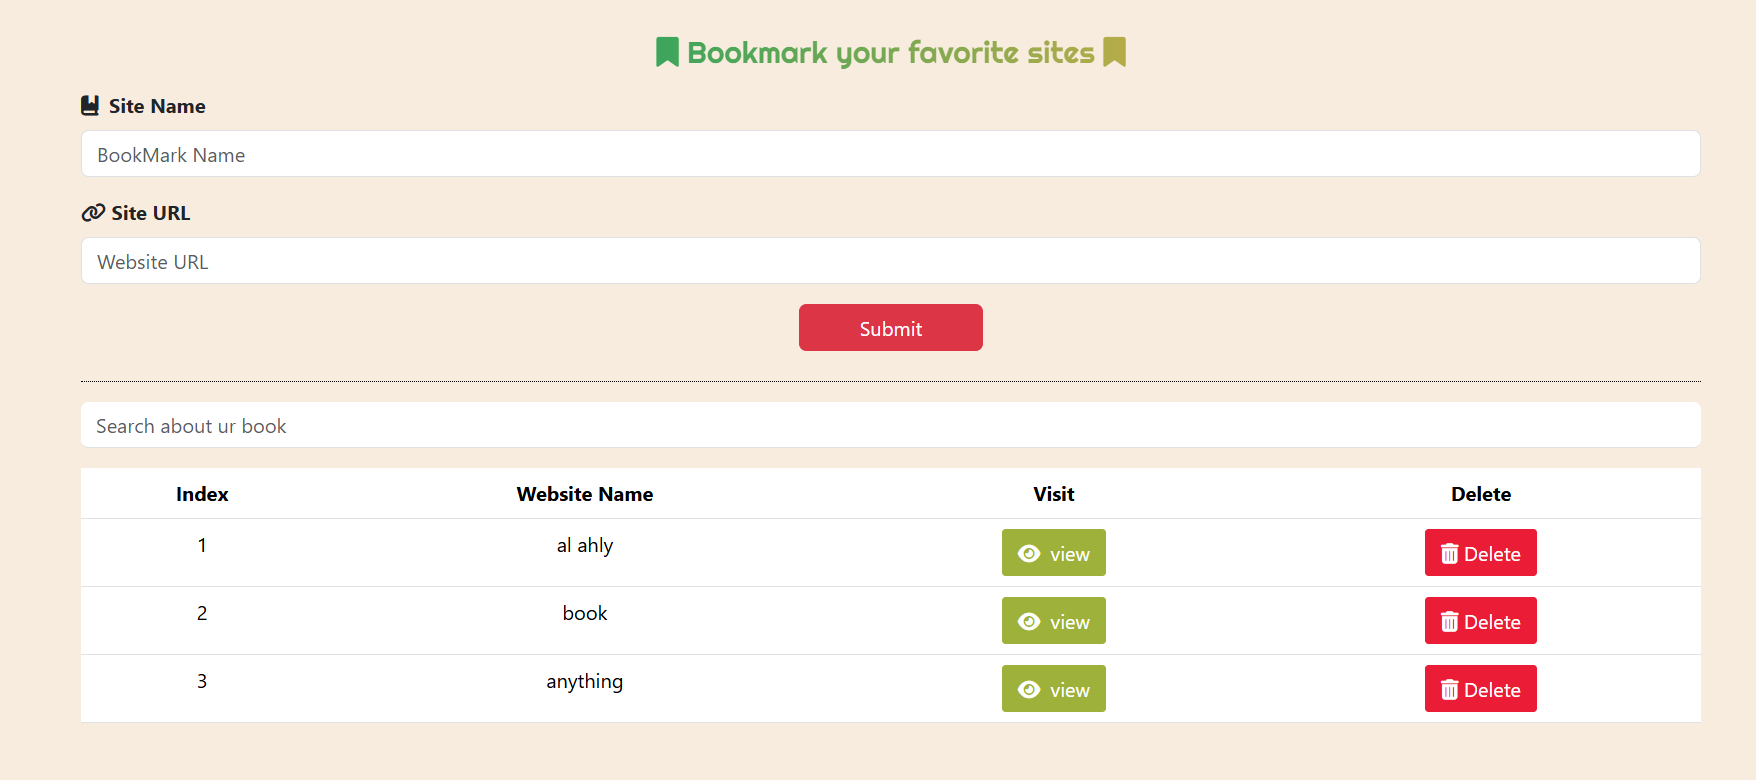 Bookmark your favorite sites
Site Name
BookMark Name
Site URL
Website URL
Submit
Search about ur book
Index Website Name Visit Delete
1 al ahly view Delete
2 book view Delete
3 anything view Delete